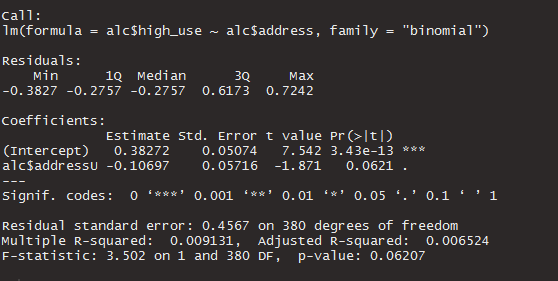 Call:
lm(formula = alc$high_use ~ alc$address, family = "binomial")
Residuals:
Min 1Q Median 3Q Max
-0.3827 -0.2757 -0.2757 0.6173 0.7242
Coefficients:
Estimate Std. Error t value Pr(>|t|)
(Intercept) 0.38272 0.05074 7.542 3.43e-13 ***
alc$addressU -0.10697 0.05716 -1.871 0.0621 .
---
Signif. codes: 0 ‘***’ 0.001 ‘**’ 0.01 ‘*’ 0.05 ‘.’ 0.1 ‘ ’ 1
Residual standard error: 0.4567 on 380 degrees of freedom
Multiple R-squared: 0.009131, Adjusted R-squared: 0.006524
F-statistic: 3.502 on 1 and 380 DF, p-value: 0.06207